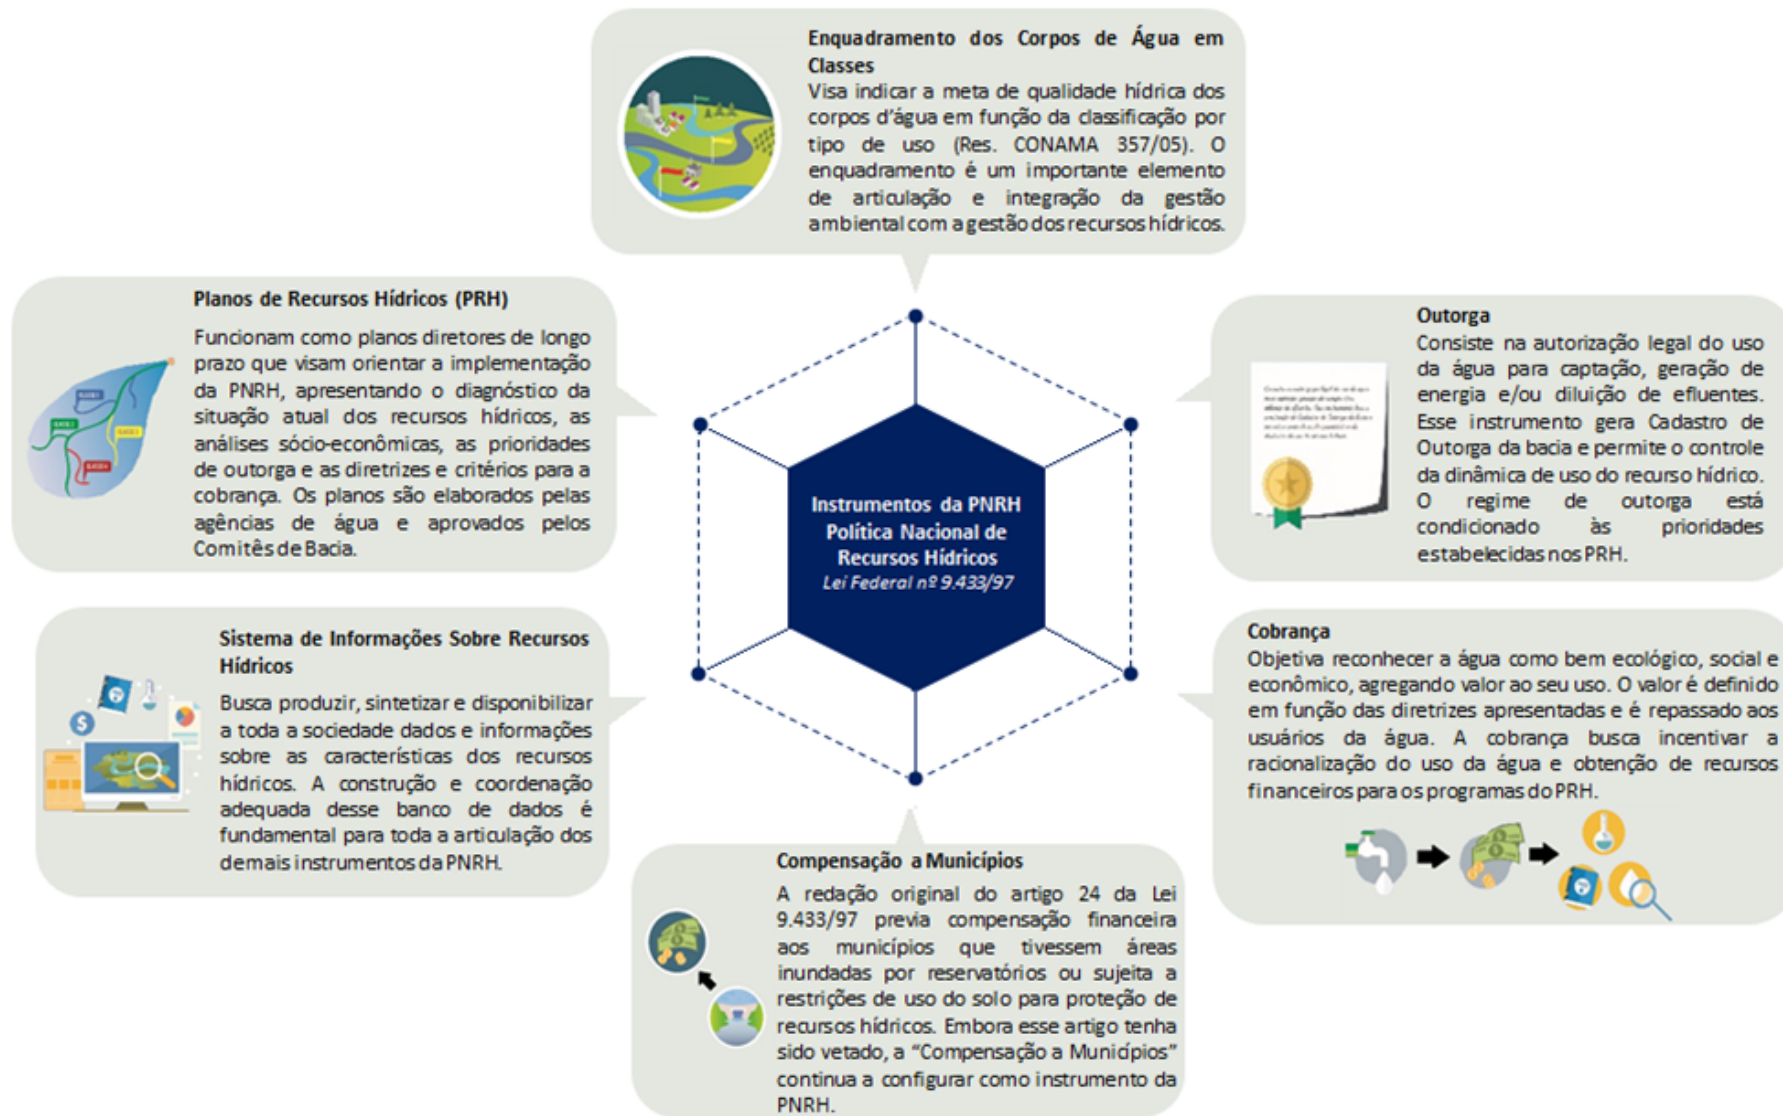 Enquadramento dos Corpos de Água em
Classes
Visa indicar a meta de qualidade hídrica dos
corpos d'água em função da classificação por
tipo de uso (Res. CONAMA 357/05). O
enquadramento é um importante elemento
de articulação e integração da gestão
ambiental com a gestão dos recursos hídricos.
Planos de Recursos Hídricos (PRH)
Funcionam como planos diretores de longo
prazo que visam orientar a implementação
da PNRH, apresentando o diagnóstico da
situação atual dos recursos hídricos, as
análises sócio-econômicas, as prioridades
de outorga e as diretrizes e critérios para a
cobrança. Os planos são elaborados pelas
agências de água e aprovados pelos
Comitês de Bacia.
Outorga
Consiste na autorização legal do uso
da água para captação, geração de
energia e/ou diluição de efluentes.
Esse instrumento gera Cadastro de
Outorga da bacia e permite o controle
da dinâmica de uso do recurso hídrico.
O regime de outorga está
condicionado às prioridades
estabelecidas nos PRH.
Instrumentos da PNRH
Política Nacional de
Recursos Hídricos
Lei Federal nº 9.433/97
Sistema de Informações Sobre Recursos
Hídricos
Busca produzir, sintetizar e disponibilizar
a toda a sociedade dados e informações
sobre as características dos recursos
hídricos. A construção e coordenação
adequada desse banco de dados é
fundamental para toda a articulação dos
demais instrumentos da PNRH.
Cobrança
Objetiva reconhecer a água como bem ecológico, social e
econômico, agregando valor ao seu uso. O valor é definido
em função das diretrizes apresentadas e é repassado aos
usuários da água. A cobrança busca incentivar a
racionalização do uso da água e obtenção de recursos
financeiros para os programas do PRH.
Compensação a Municípios
A redação original do artigo 24 da Lei
9.433/97 previa compensação financeira
aos municípios que tivessem áreas
inundadas por reservatórios ou sujeita a
restrições de uso do solo para proteção de
recursos hídricos. Embora esse artigo tenha
sido vetado, a "Compensação a Municípios"
continua a configurar como instrumento da
PNRH.